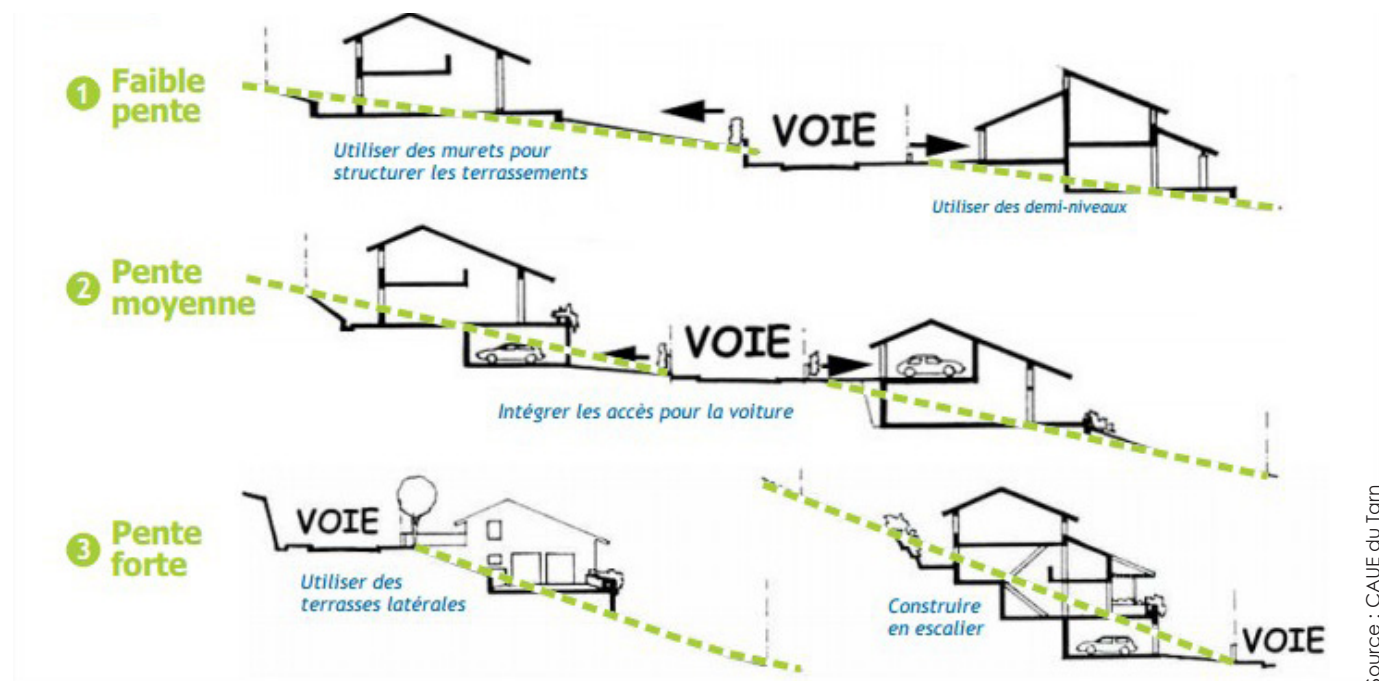 1 Faible
pente
VOIE
Utiliser des murets pour
structurer les terrassements
Utiliser des demi-niveaux
2 Pente
moyenne
VOIE
Intégrer les accès pour la voiture
3 Pente
forte
VOIE
Utiliser des
terrasses latérales
Construire
en escalier
VOIE
Source : CAUE du Tarn